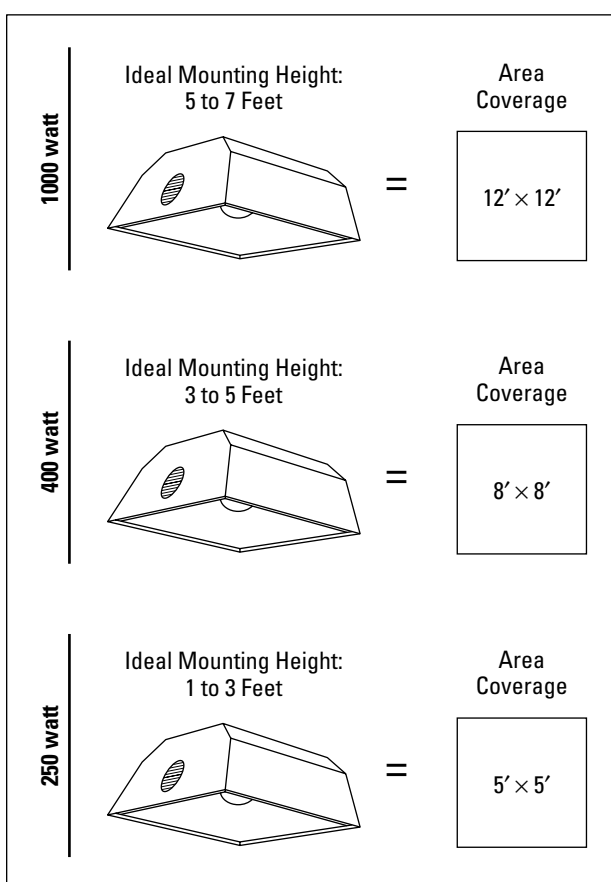 1000 watt
Ideal Mounting Height:
5 to 7 Feet
=
Area
Coverage
12′ × 12′
400 watt
Ideal Mounting Height:
3 to 5 Feet
=
Area
Coverage
8′ × 8′
250 watt
Ideal Mounting Height:
1 to 3 Feet
=
Area
Coverage
5′ × 5′